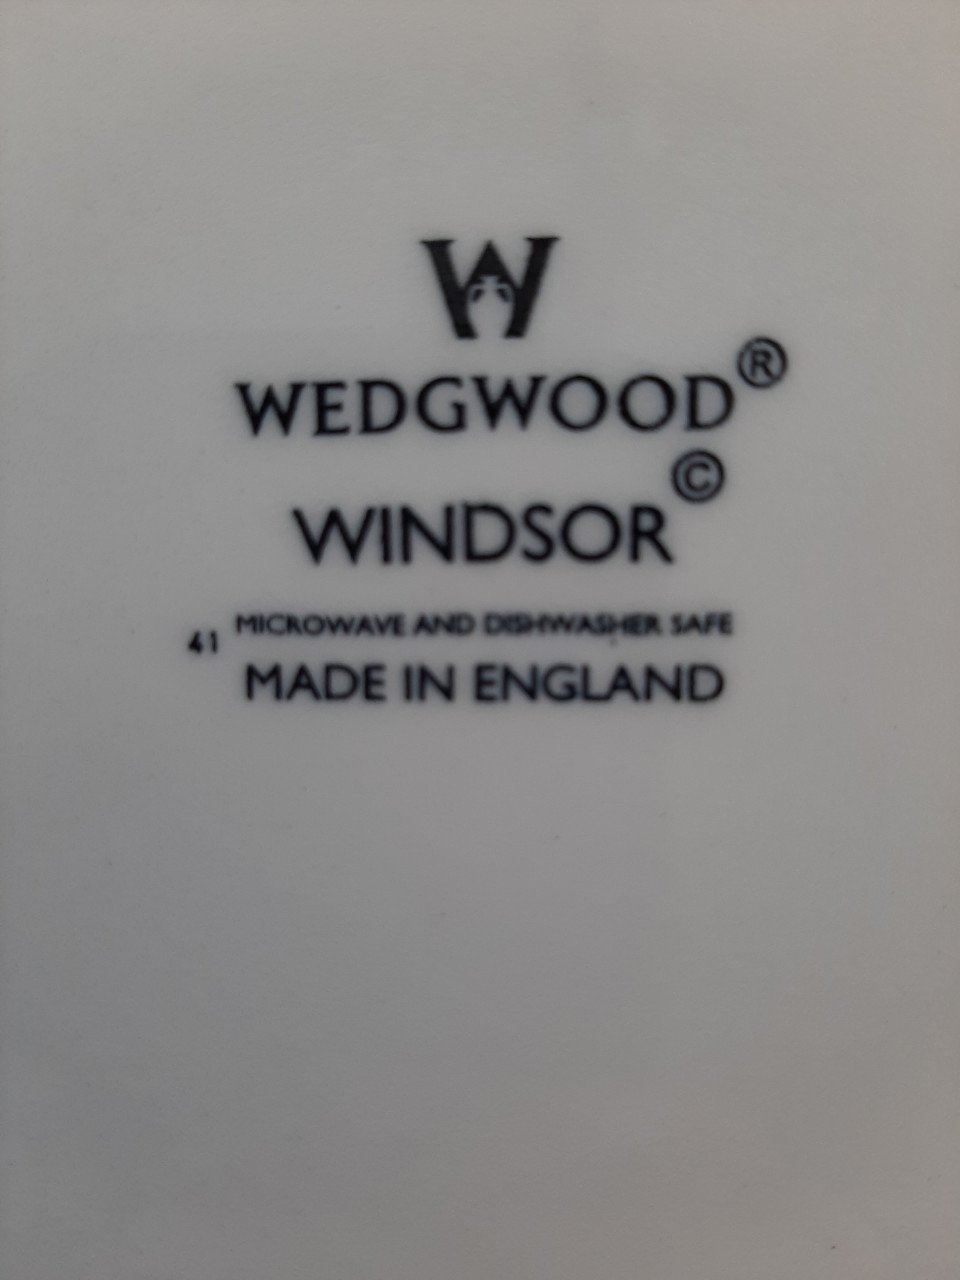 W
WEDGWOOD®
WINDSOR©
MICROWAVE AND DISHWASHER SAFE
41
MADE IN ENGLAND